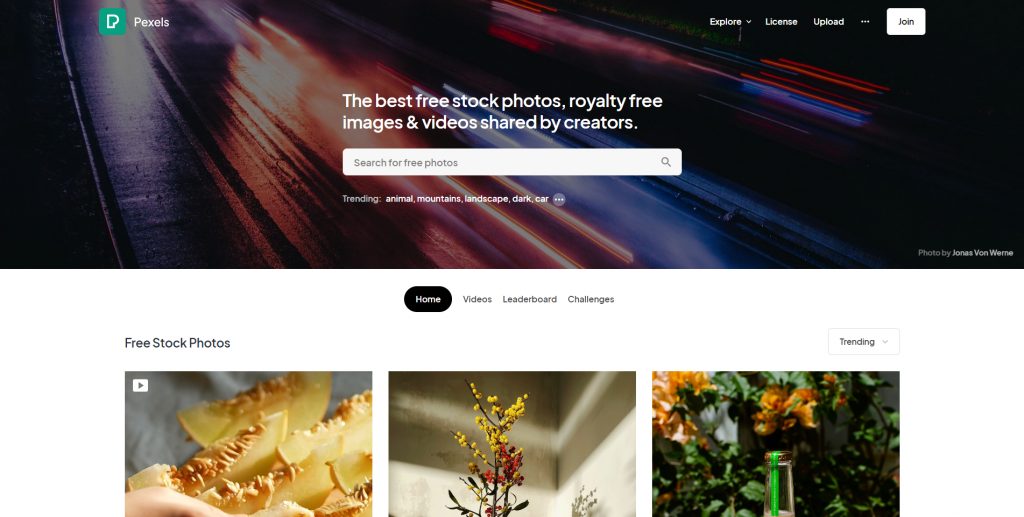 Pexels
Explore
License
Upload
Join
The best free stock photos, royalty free
images & videos shared by creators.
Search for free photos
Trending: animal, mountains, landscape, dark, car
Photo by Jonas Von Werne
Home
Videos
Leaderboard
Challenges
Free Stock Photos
Trending